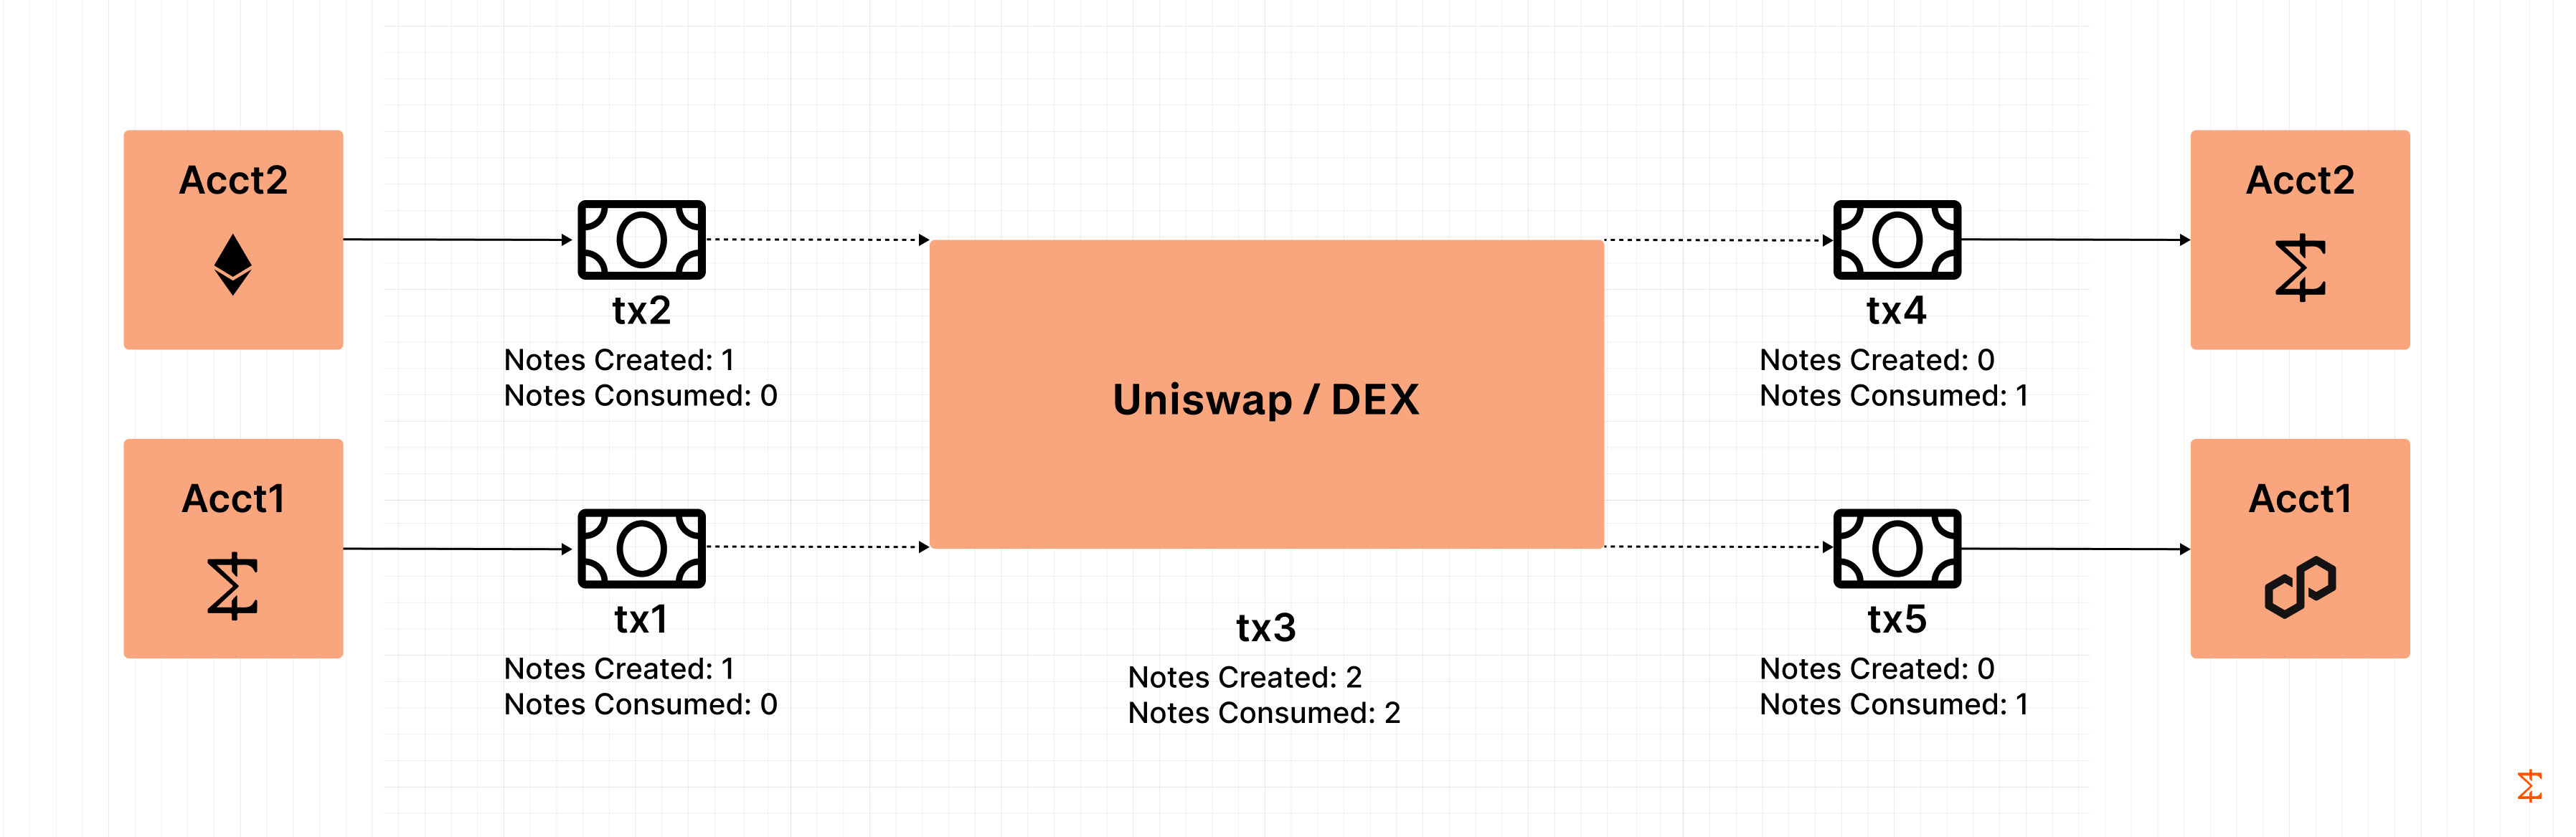 Acct2
tx2
Notes Created: 1
Notes Consumed: 0
Acct1
tx1
Notes Created: 1
Notes Consumed: 0
Uniswap / DEX
tx3
Notes Created: 2
Notes Consumed: 2
tx4
Notes Created: 0
Notes Consumed: 1
Acct2
tx5
Notes Created: 0
Notes Consumed: 1
Acct1